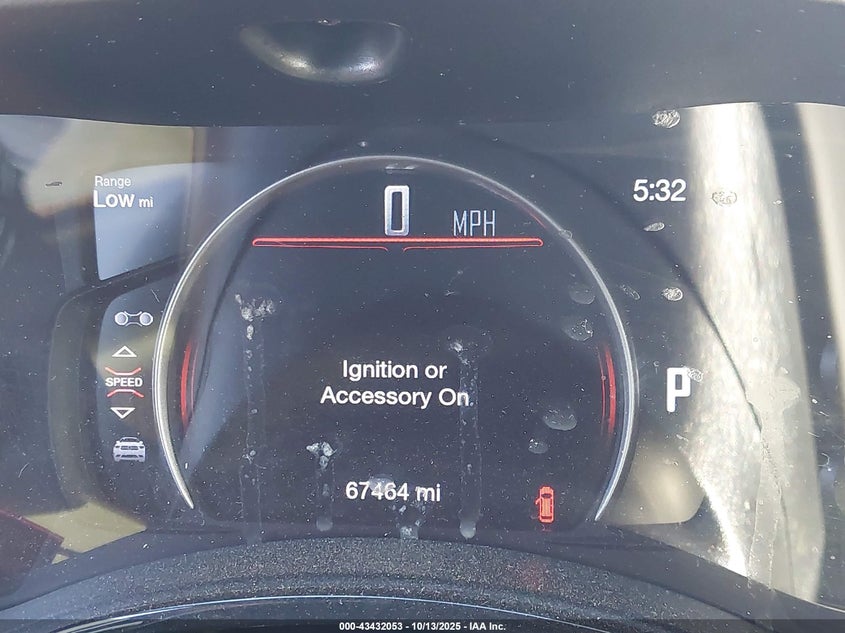 Range
Low mi
0 MPH
5:32
SPEED
Ignition or
Accessory On
P
67464 mi
000-43432053 - 10/13/2025 - IAA Inc.